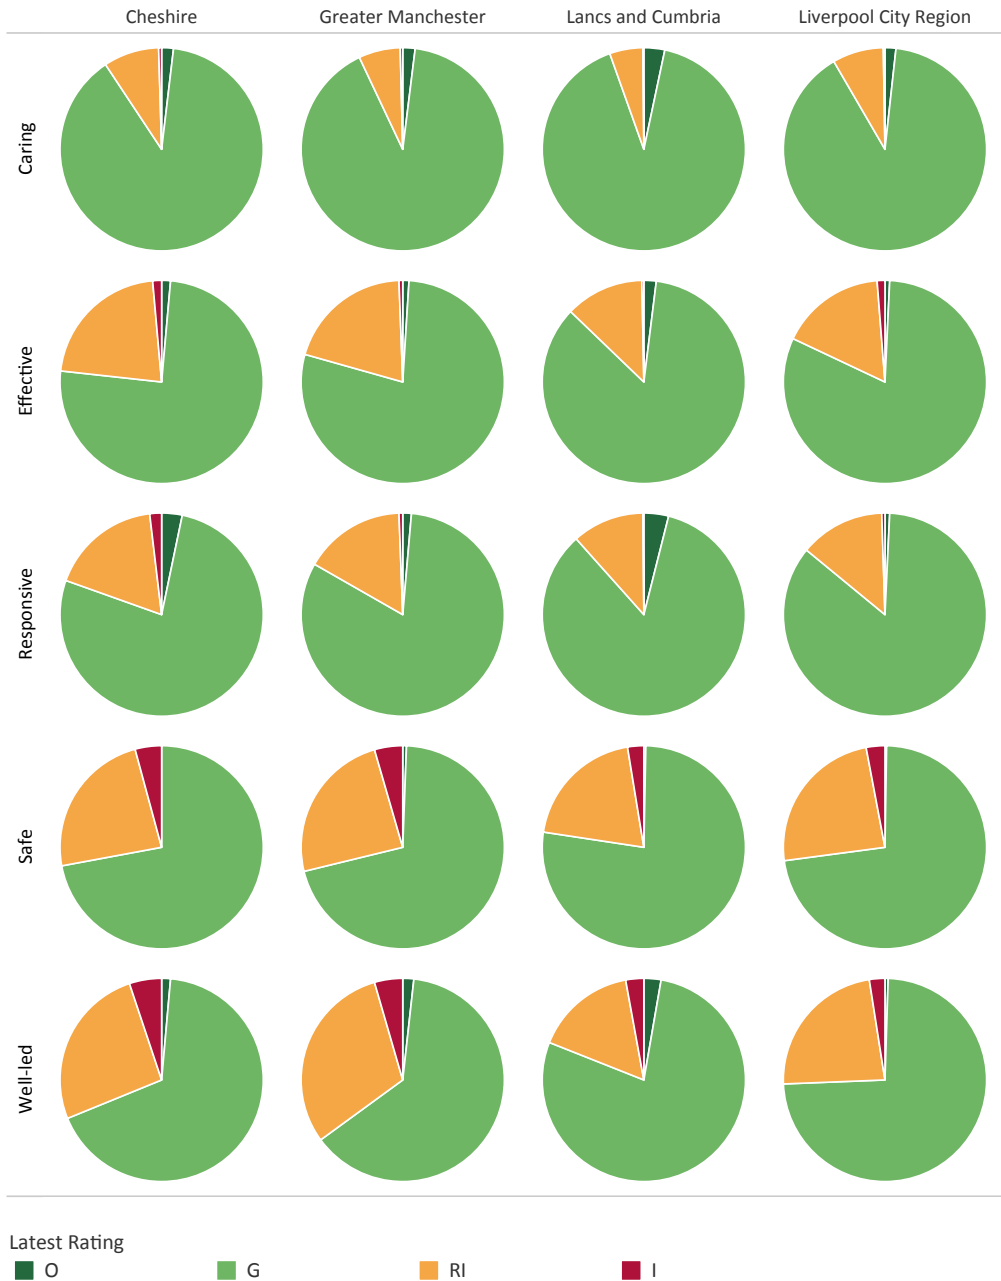 Cheshire Greater Manchester Lancs and Cumbria Liverpool City Region
Caring
Effective
Responsive
Safe
Well-led
Latest Rating
O G RI I